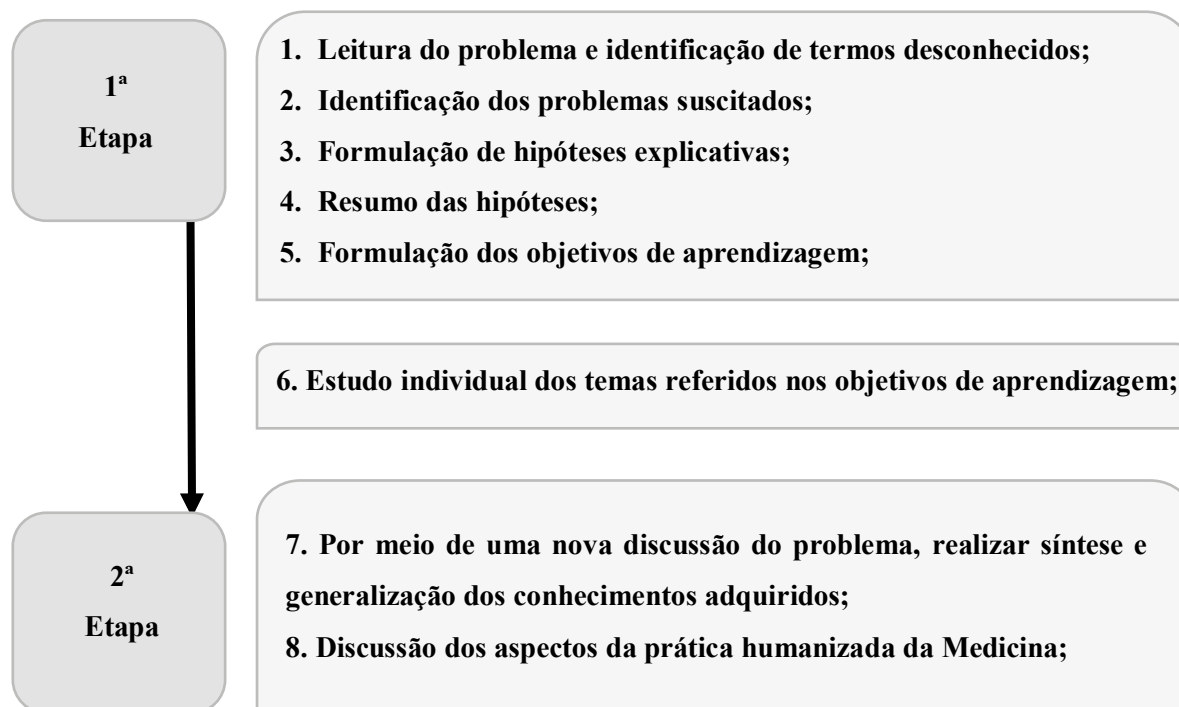 1ª
Etapa
1. Leitura do problema e identificação de termos desconhecidos;
2. Identificação dos problemas suscitados;
3. Formulação de hipóteses explicativas;
4. Resumo das hipóteses;
5. Formulação dos objetivos de aprendizagem;
6. Estudo individual dos temas referidos nos objetivos de aprendizagem;
2ª
Etapa
7. Por meio de uma nova discussão do problema, realizar síntese e
generalização dos conhecimentos adquiridos;
8. Discussão dos aspectos da prática humanizada da Medicina;